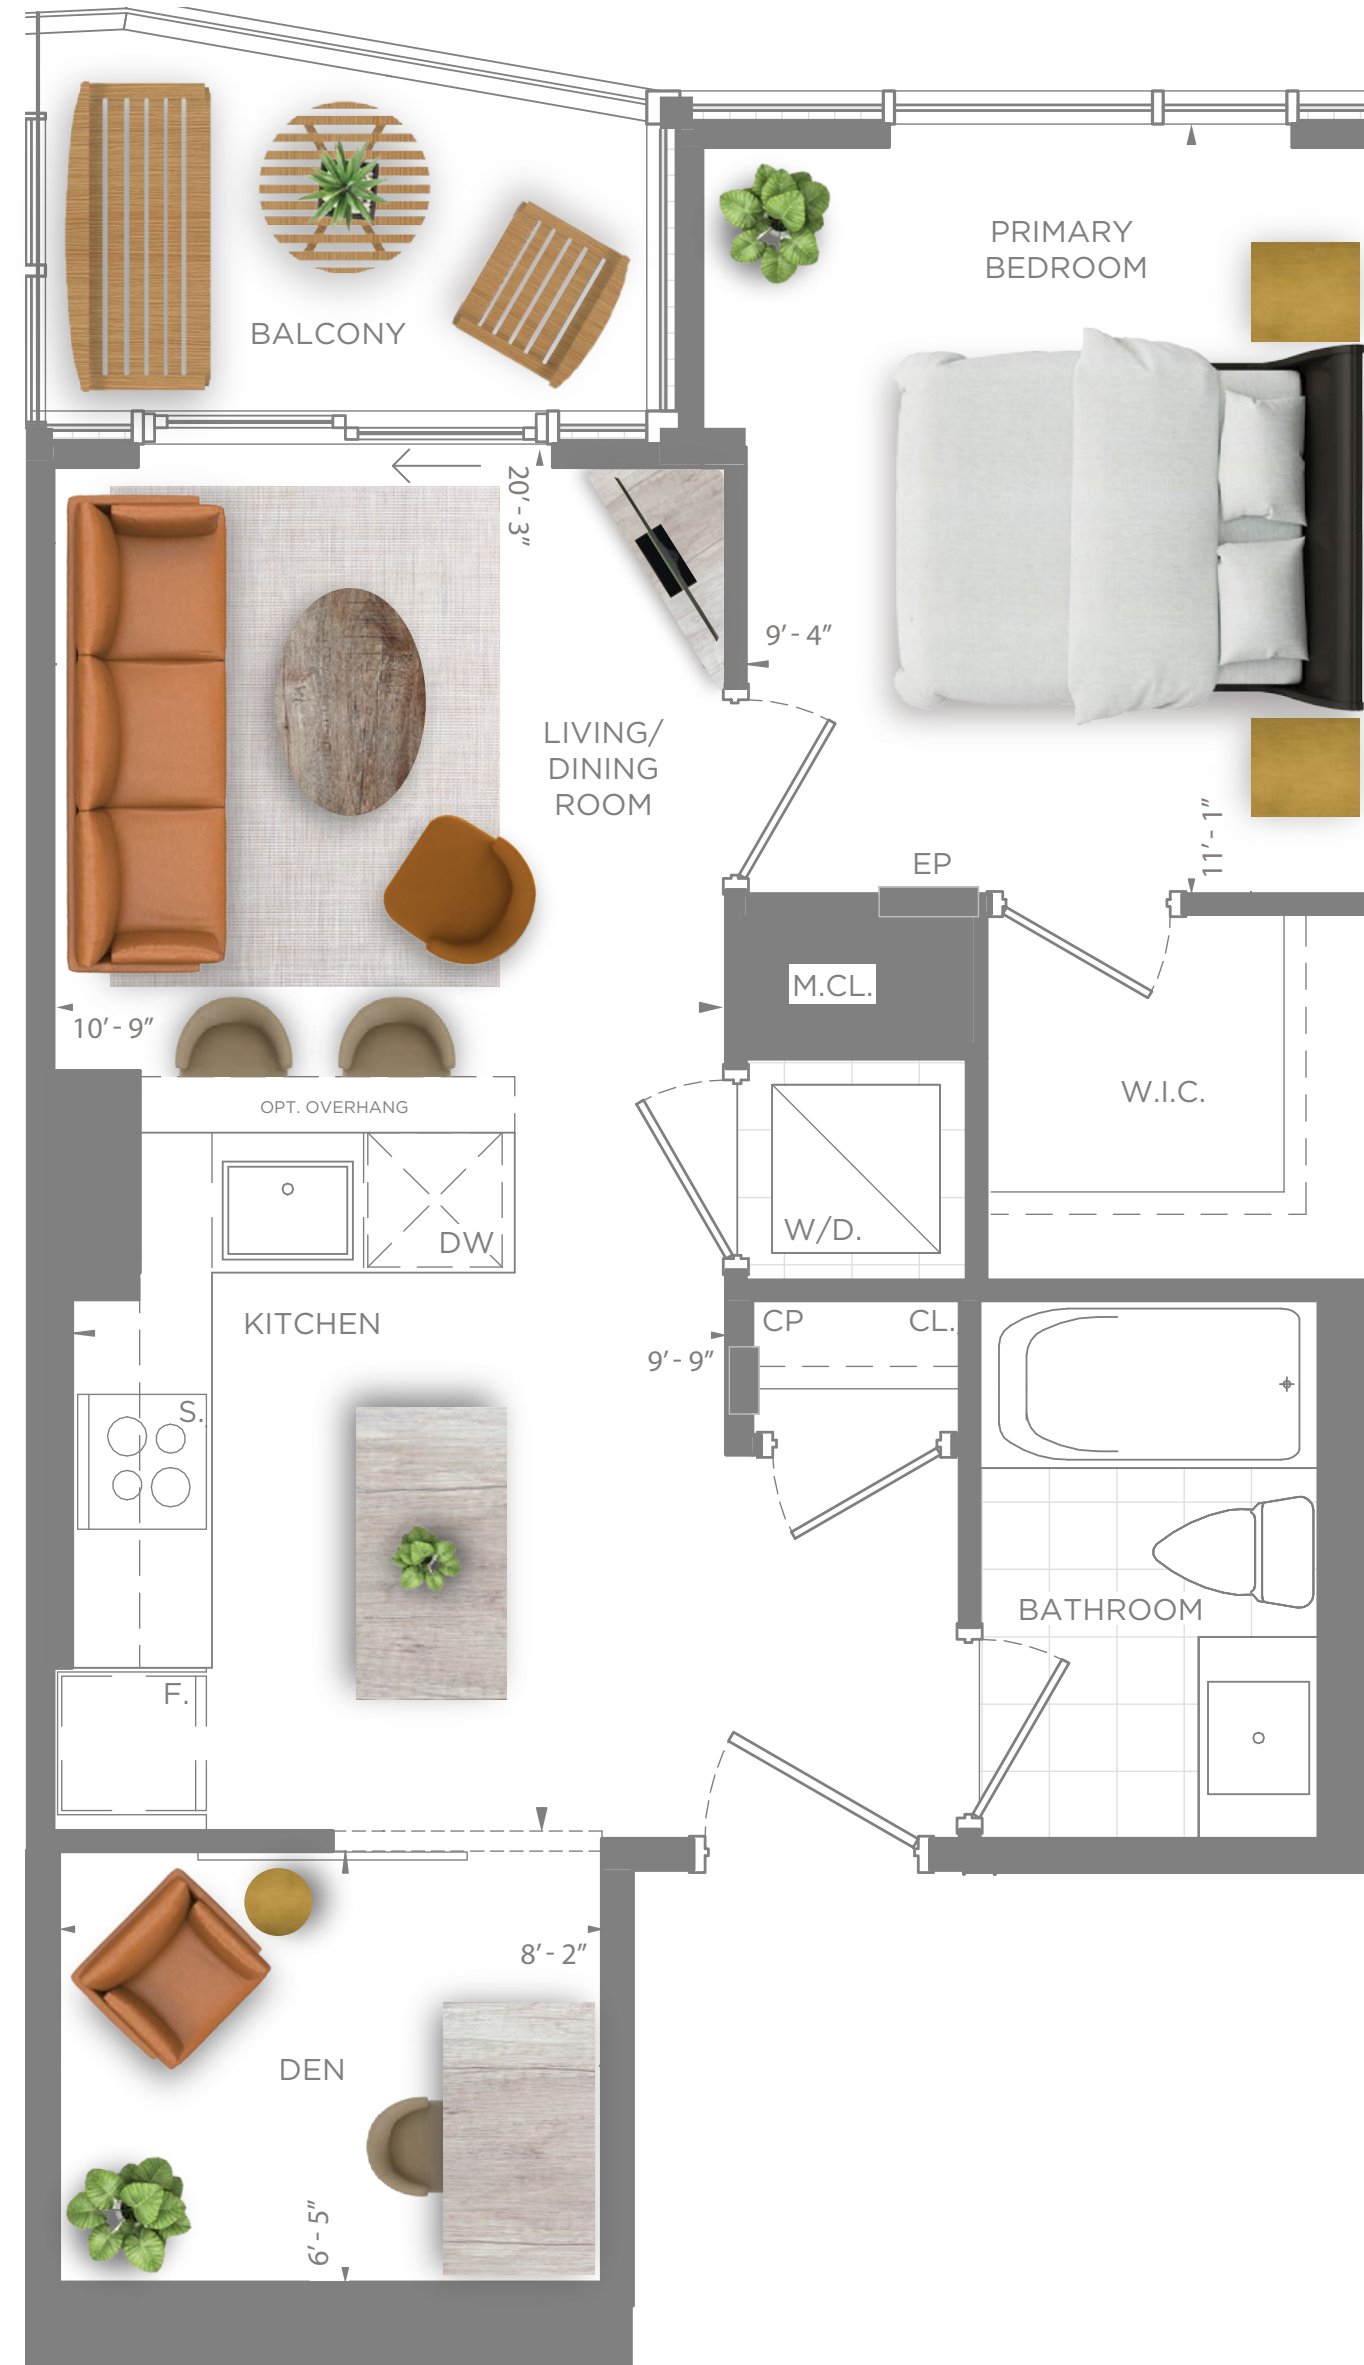 PRIMARY
BEDROOM
BALCONY
20' - 3"
9' - 4"
LIVING/
DINING
ROOM
11' - 1"
EP
M.CL.
10' - 9"
W.I.C.
OPT. OVERHANG
W/D.
DW
KITCHEN
CP
CL.
9' - 9"
S.
BATHROOM
F.
8' - 2"
DEN
6' - 5"